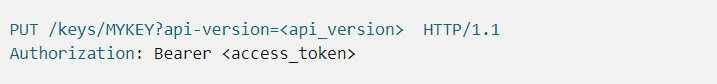 PUT /keys/MYKEY?api-version=<api_version>  HTTP/1.1
Authorization: Bearer <access_token>